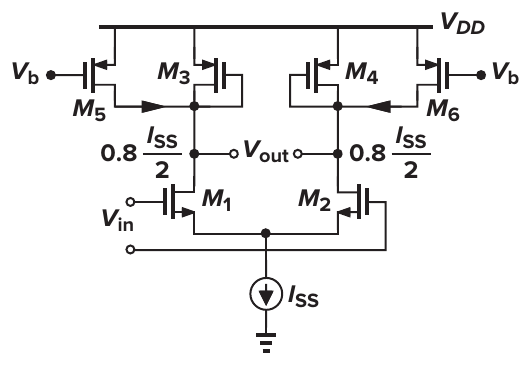 V_DD
V_b M_3 M_4 V_b
M_5 M_6
0.8 I_SS/2 V_out 0.8 I_SS/2
M_1 M_2
V_in
I_SS